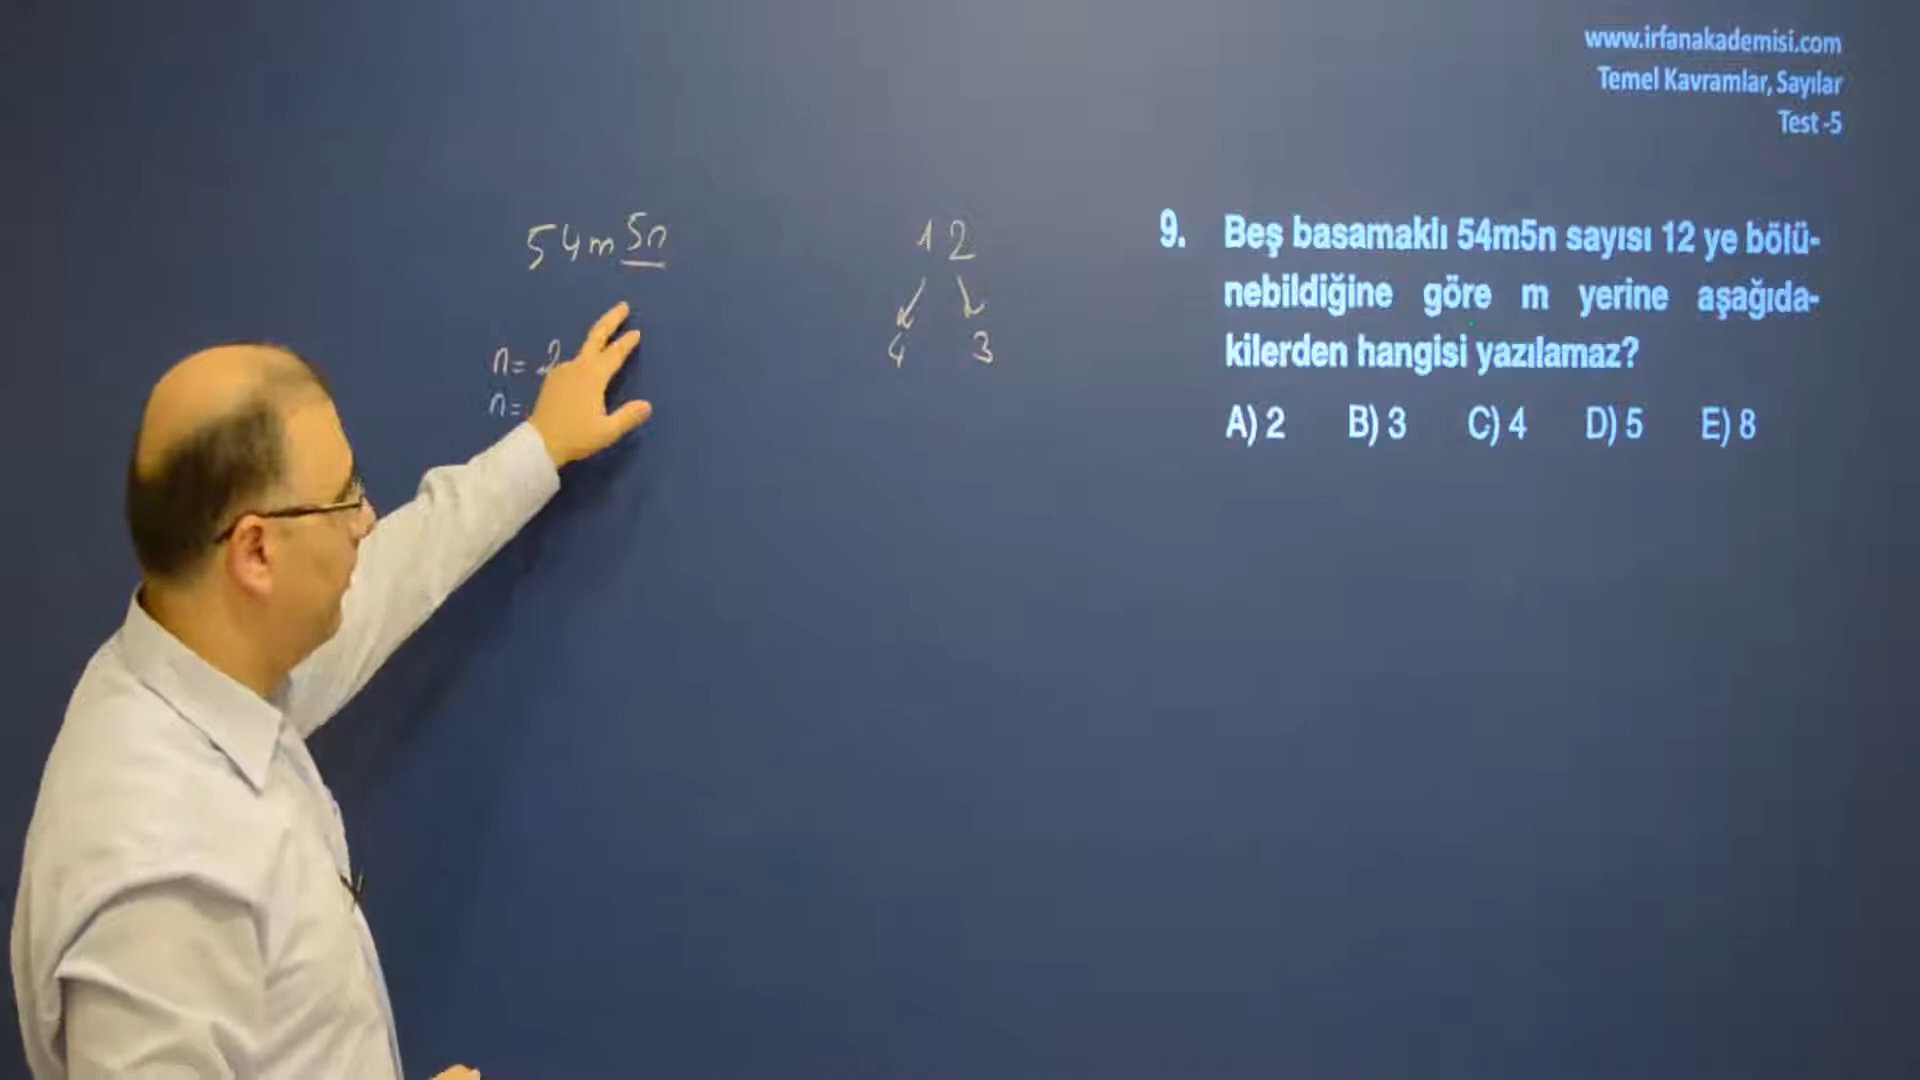 www.irfanakademisi.com
Temel Kavramlar, Sayılar
Test -5
9. Beş basamaklı 54m5n sayısı 12 ye bölü-
nebildiğine göre m yerine aşağıda-
kilerden hangisi yazılamaz?
A) 2 B) 3 C) 4 D) 5 E) 8
54m5n
12
4 3
n= 2
n=